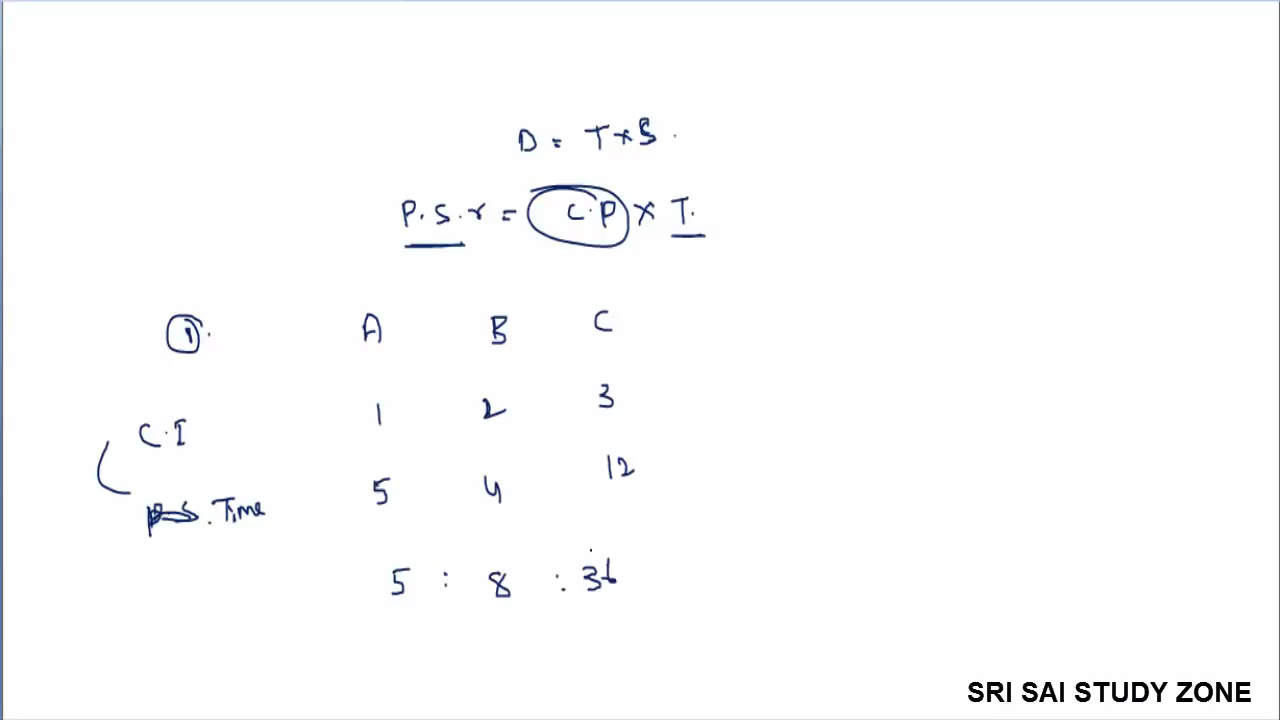 D = T × S.
P. S. r = C.P × T.
①. A B C
C.I 1 2 3
. Time 5 4 12
5 : 8 : 36
SRI SAI STUDY ZONE